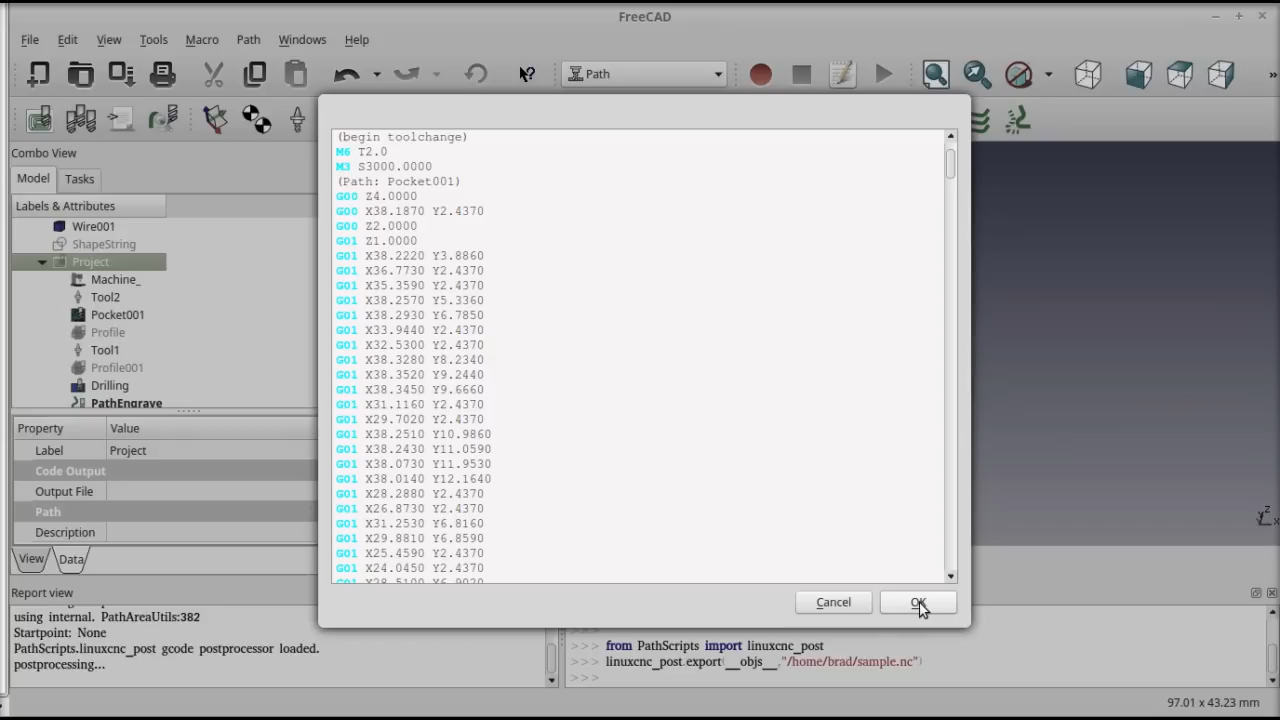 FreeCAD
File Edit View Tools Macro Path Windows Help
Path
Combo View
Model Tasks
Labels & Attributes
Wire001
ShapeString
Project
Machine_
Tool2
Pocket001
Profile
Tool1
Profile001
Drilling
PathEngrave
Property Value
Label Project
Code Output
Output File
Path
Description
View Data
(begin toolchange)
M6 T2.0
M3 S3000.0000
(Path: Pocket001)
G00 Z4.0000
G00 X38.1870 Y2.4370
G00 Z2.0000
G01 Z1.0000
G01 X38.2220 Y3.8860
G01 X36.7730 Y2.4370
G01 X35.3590 Y2.4370
G01 X38.2570 Y5.3360
G01 X38.2930 Y6.7850
G01 X33.9440 Y2.4370
G01 X32.5300 Y2.4370
G01 X38.3280 Y8.2340
G01 X38.3520 Y9.2440
G01 X38.3450 Y9.6660
G01 X31.1160 Y2.4370
G01 X29.7020 Y2.4370
G01 X38.2510 Y10.9860
G01 X38.2430 Y11.0590
G01 X38.0730 Y11.9530
G01 X38.0140 Y12.1640
G01 X28.2880 Y2.4370
G01 X26.8730 Y2.4370
G01 X31.2530 Y6.8160
G01 X29.8810 Y6.8590
G01 X25.4590 Y2.4370
G01 X24.0450 Y2.4370
G01 X28.5100 Y6.9020
Cancel OK
Report view
using internal. PathAreaUtils:382
Startpoint: None
PathScripts.linuxcnc_post gcode postprocessor loaded.
postprocessing...
>>>
>>> from PathScripts import linuxcnc_post
>>> linuxcnc_post.export(__objs__,"/home/brad/sample.nc")
>>>
Z
97.01 x 43.23 mm